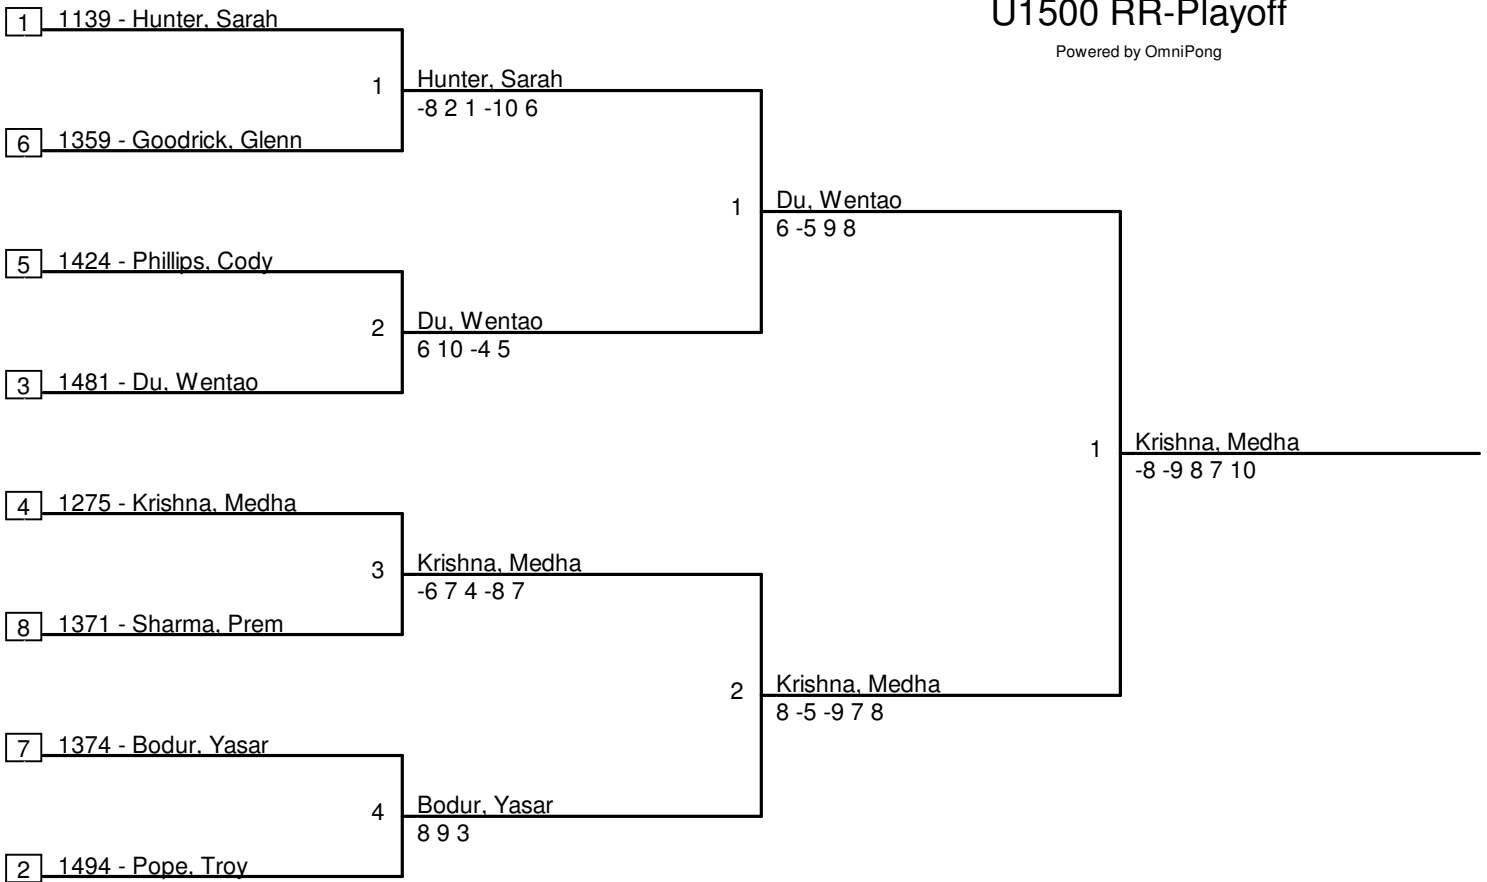 U1500 RR-Playoff
Powered by OmniPong
1 1139 - Hunter, Sarah
1 Hunter, Sarah
-8 2 1 -10 6
6 1359 - Goodrick, Glenn
1 Du, Wentao
6 -5 9 8
5 1424 - Phillips, Cody
2 Du, Wentao
6 10 -4 5
3 1481 - Du, Wentao
1 Krishna, Medha
-8 -9 8 7 10
4 1275 - Krishna, Medha
3 Krishna, Medha
-6 7 4 -8 7
8 1371 - Sharma, Prem
2 Krishna, Medha
8 -5 -9 7 8
7 1374 - Bodur, Yasar
4 Bodur, Yasar
8 9 3
2 1494 - Pope, Troy